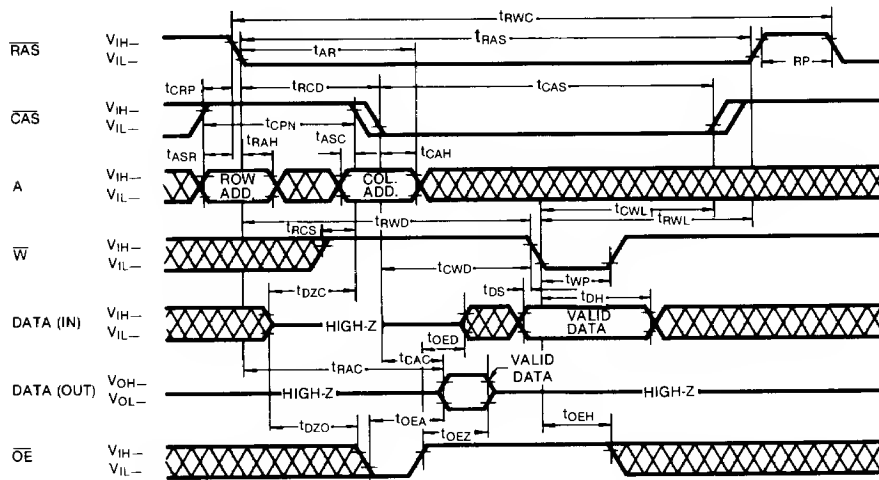 tRWC
RAS VIH—
VIL—
tAR tRAS RP
tCRP tRCD tCAS
CAS VIH—
VIL—
tCPN
tASR tRAH tASC tCAH
A VIH—
VIL—
ROW ADD.
COL. ADD.
tCWL
tRWD tRWL
tRCS
W VIH—
VIL—
tCWD tWP
tDZC tDS tDH
DATA (IN) VIH—
VIL—
HIGH-Z
VALID DATA
tOED
tCAC
tRAC
VALID DATA
DATA (OUT) VOH—
VOL—
HIGH-Z HIGH-Z
tDZO tOEA tOEZ tOEH
OE VIH—
VIL—